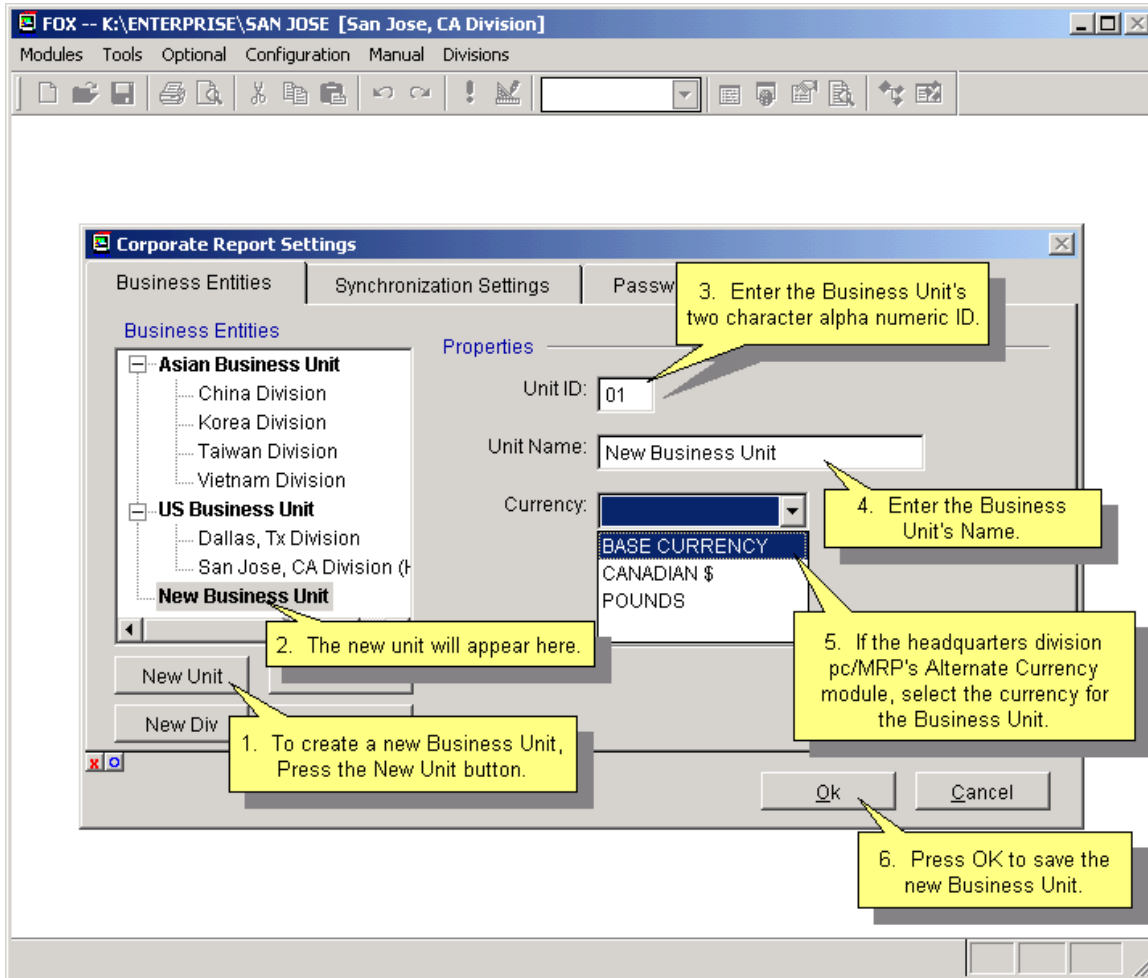 FOX -- K:\ENTERPRISE\SAN JOSE [San Jose, CA Division]
Modules Tools Optional Configuration Manual Divisions
Corporate Report Settings
Business Entities
Synchronization Settings
3. Enter the Business Unit's
two character alpha numeric ID.
Business Entities
Asian Business Unit
China Division
Korea Division
Taiwan Division
Vietnam Division
US Business Unit
Dallas, Tx Division
San Jose, CA Division
New Business Unit
Properties
Unit ID: 01
Unit Name: New Business Unit
4. Enter the Business
Unit's Name.
Currency:
BASE CURRENCY
CANADIAN $
POUNDS
2. The new unit will appear here.
5. If the headquarters division
pc/MRP's Alternate Currency
module, select the currency for
the Business Unit.
New Unit
New Div
1. To create a new Business Unit,
Press the New Unit button.
Ok
Cancel
6. Press OK to save the
new Business Unit.